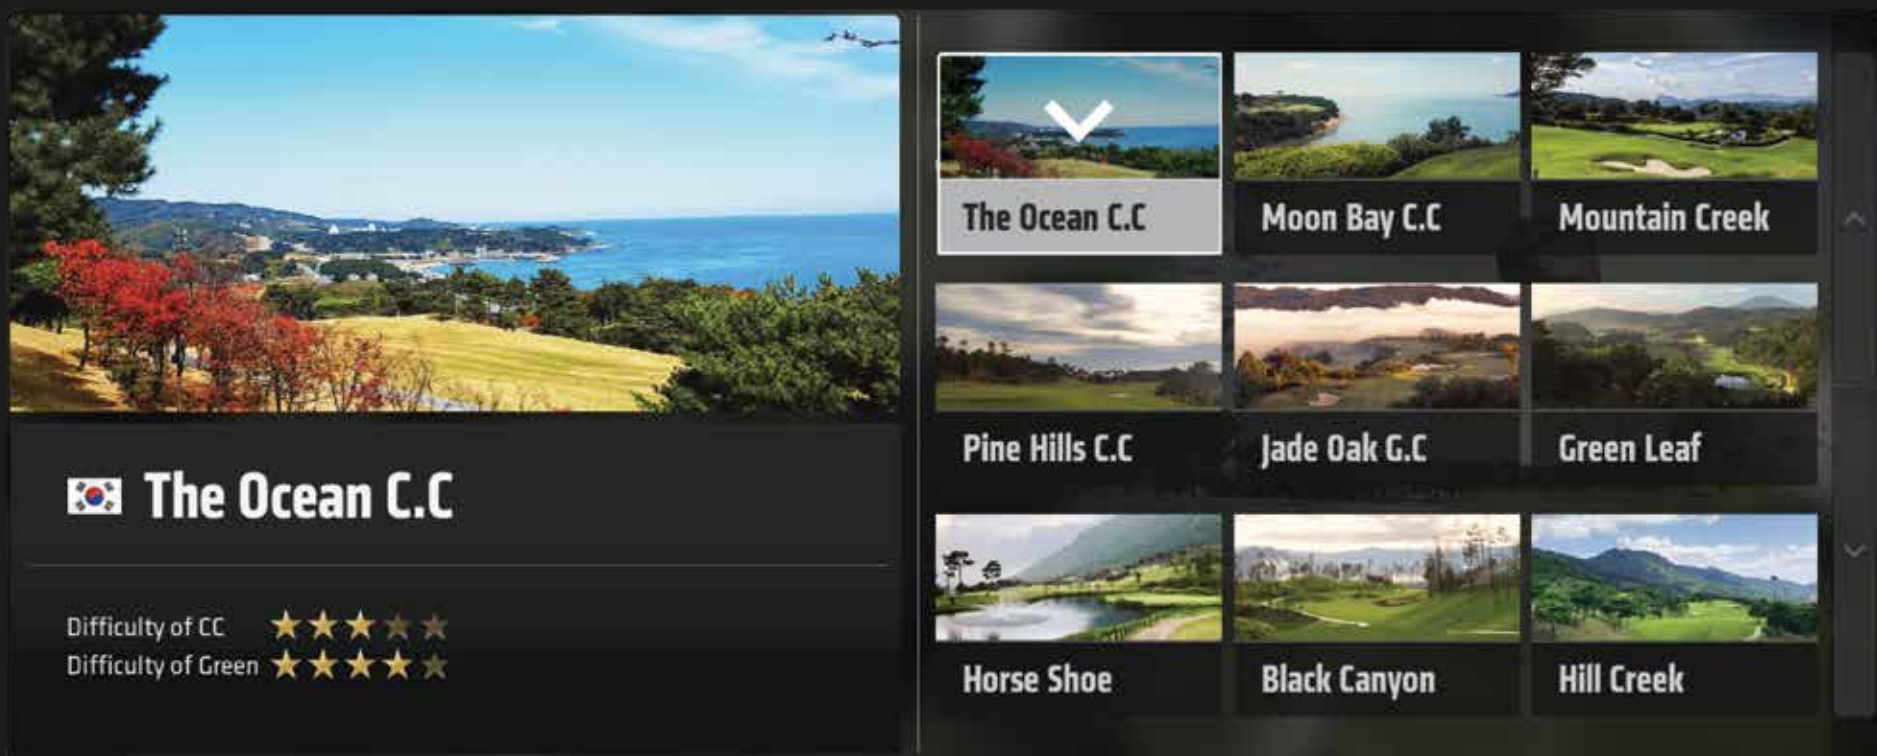 The Ocean C.C
Difficulty of CC
Difficulty of Green
The Ocean C.C
Moon Bay C.C
Mountain Creek
Pine Hills C.C
Jade Oak G.C
Green Leaf
Horse Shoe
Black Canyon
Hill Creek